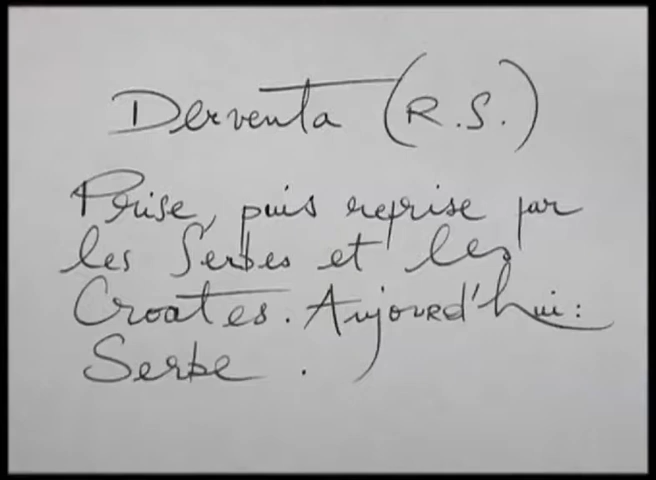 Derventa (R.S.)
Prise, puis reprise par
les Serbes et les
Croates. Aujourd'hui:
Serbe.